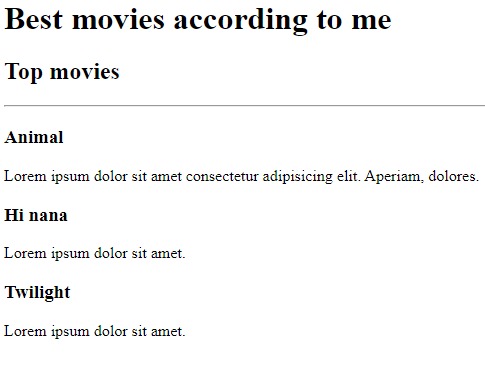 Best movies according to me
Top movies
Animal
Lorem ipsum dolor sit amet consectetur adipisicing elit. Aperiam, dolores.
Hi nana
Lorem ipsum dolor sit amet.
Twilight
Lorem ipsum dolor sit amet.